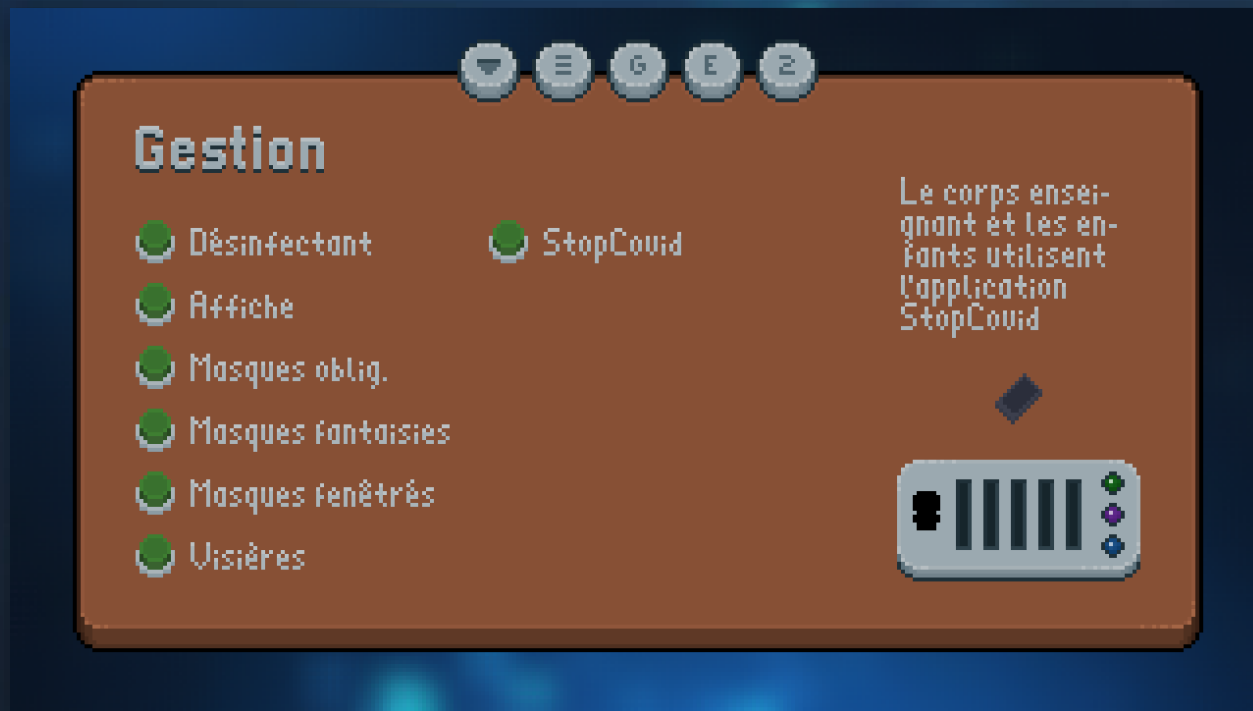 G E 2
Gestion
Désinfectant
Affiche
Masques oblig.
Masques fantaisies
Masques fenêtrés
Visières
StopCovid
Le corps ensei-
gnant et les en-
fants utilisent
l'application
StopCovid